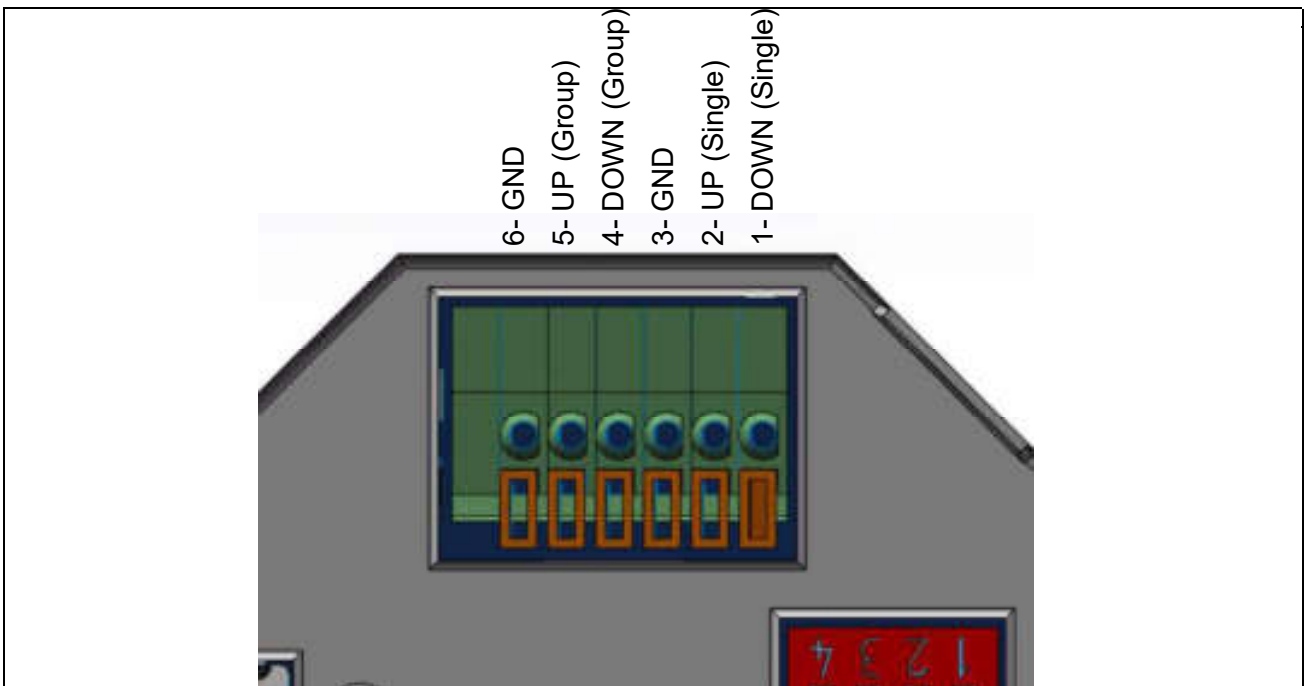 6- GND
5- UP (Group)
4- DOWN (Group)
3- GND
2- UP (Single)
1- DOWN (Single)
1 2 3 4